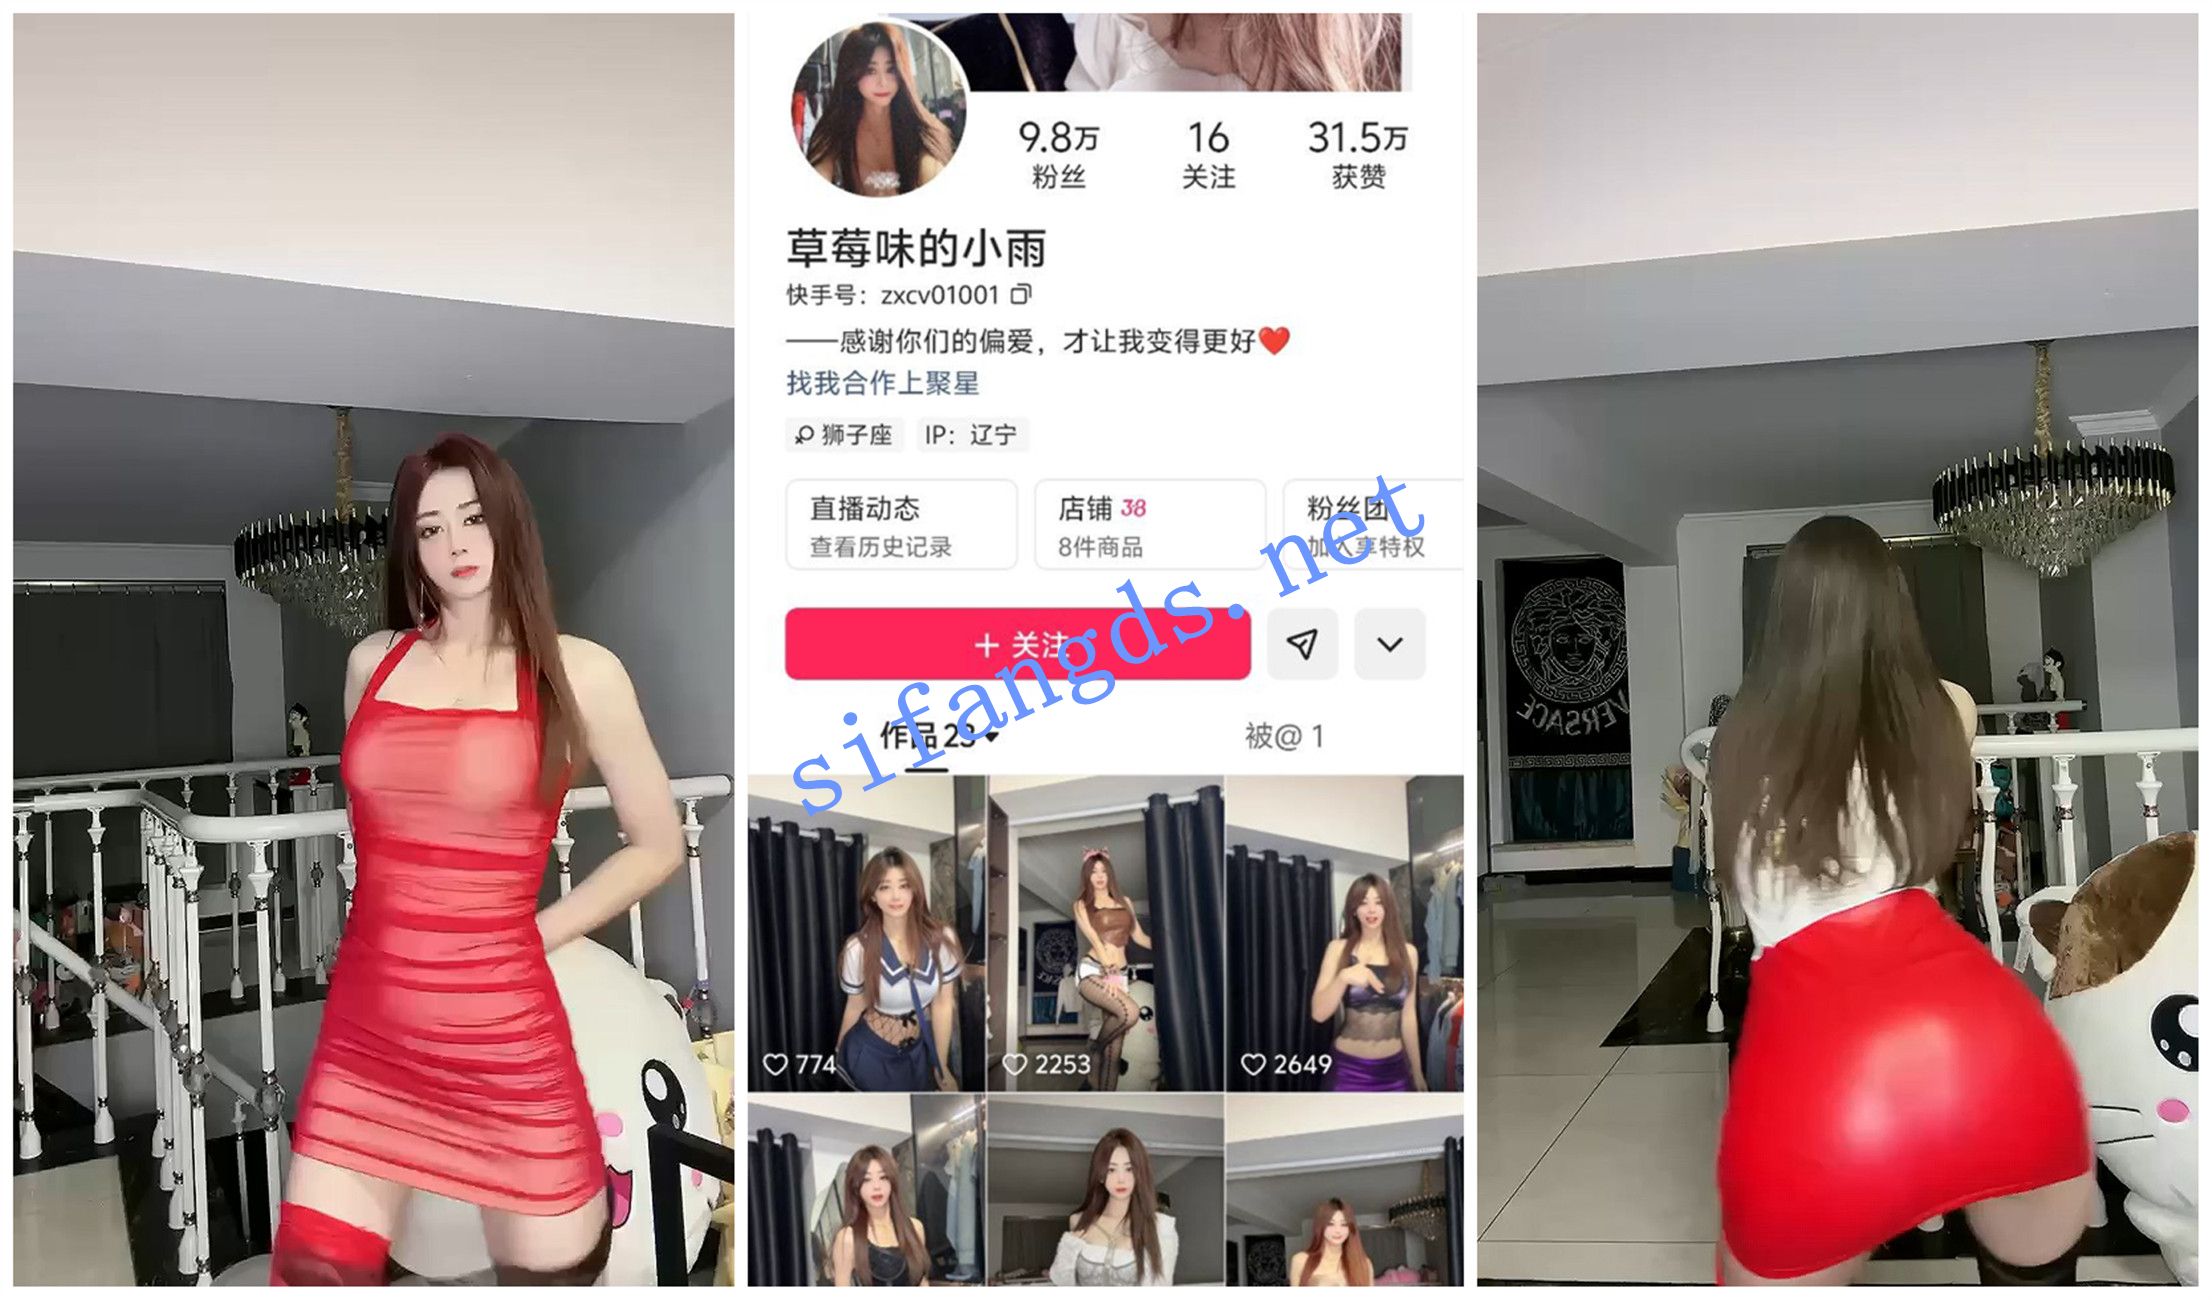 9.8万 16 31.5万
粉丝 关注 获赞
草莓味的小雨
快手号：zxcv01001
——感谢你们的偏爱，才让我变得更好❤️
找我合作上聚星
狮子座 IP：辽宁
直播动态 店铺 38 粉丝团
查看历史记录 8件商品 加入享特权
+ 关注
作品 23 被@ 1
sifangds.net
774 2253 2649
VERSACE